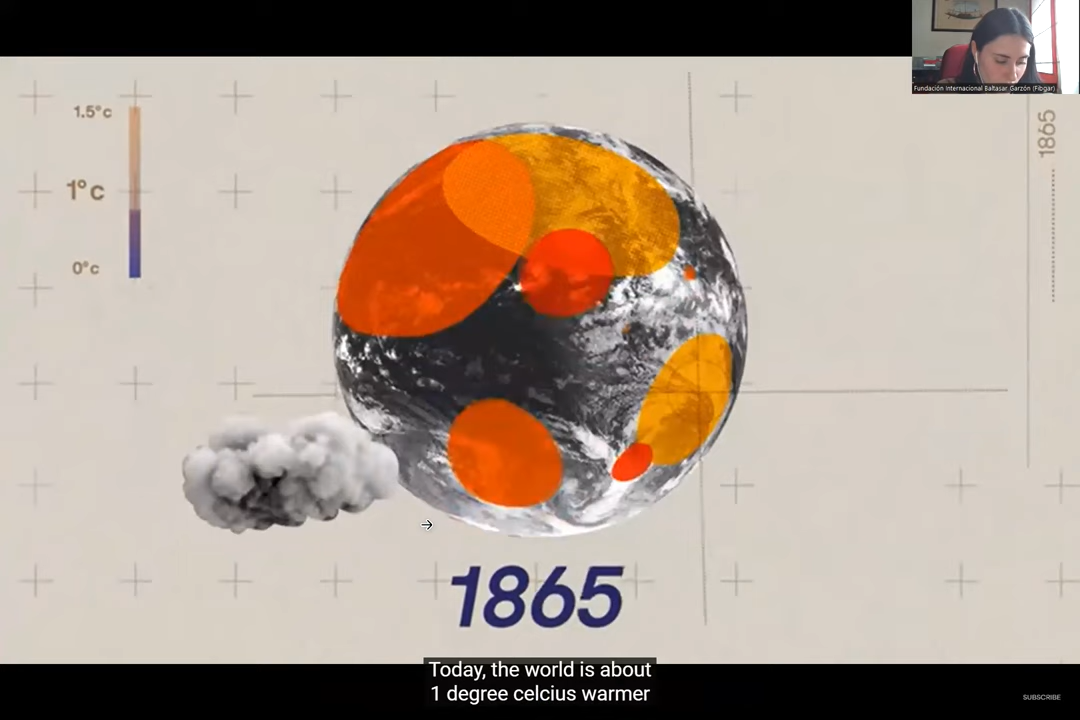 Fundación Internacional Baltasar Garzón (Fibgar)
1.5°c
1°c
0°c
1865
1865
Today, the world is about
1 degree celcius warmer
SUBSCRIBE